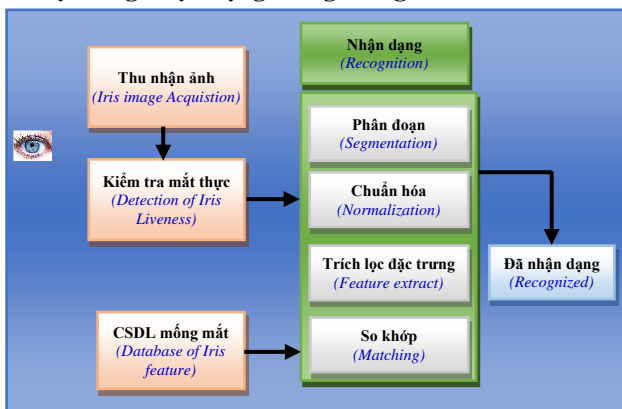 Thu nhận ảnh
(Iris image Acquistion)
Kiểm tra mắt thực
(Detection of Iris
Liveness)
CSDL mống mắt
(Database of Iris
feature)
Nhận dạng
(Recognition)
Phân đoạn
(Segmentation)
Chuẩn hóa
(Normalization)
Trích lọc đặc trưng
(Feature extract)
So khớp
(Matching)
Đã nhận dạng
(Recognized)